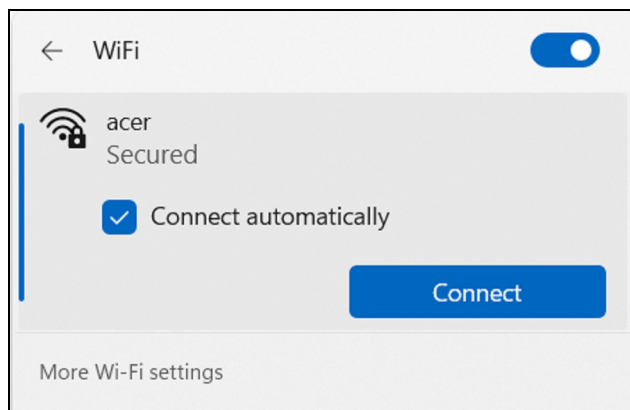 WiFi
acer
Secured
Connect automatically
Connect
More Wi-Fi settings